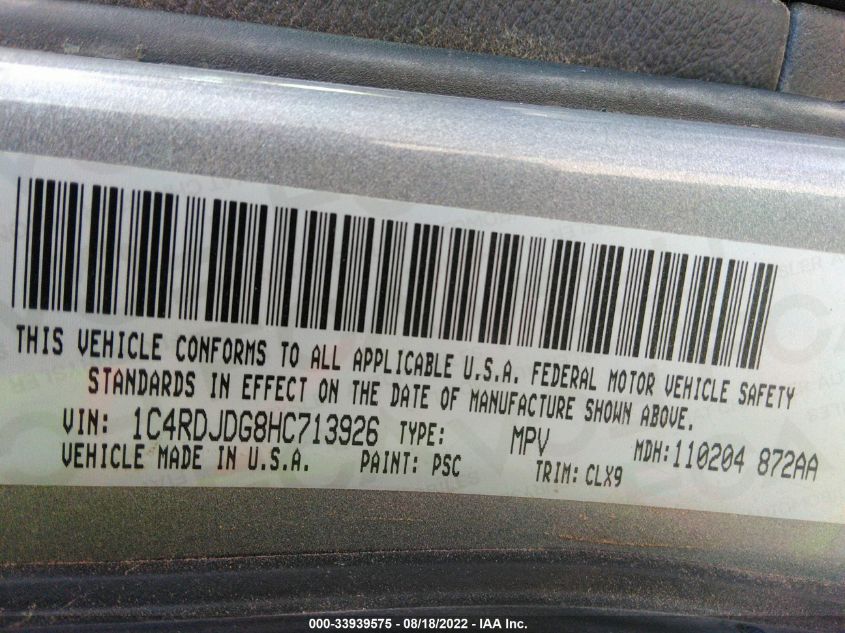 THIS VEHICLE CONFORMS TO ALL APPLICABLE U.S.A. FEDERAL MOTOR VEHICLE SAFETY
STANDARDS IN EFFECT ON THE DATE OF MANUFACTURE SHOWN ABOVE.
VIN: 1C4RDJDG8HC713926 TYPE: MPV MDH:110204 872AA
VEHICLE MADE IN U.S.A. PAINT: PSC TRIM: CLX9
000-33939575 - 08/18/2022 - IAA Inc.